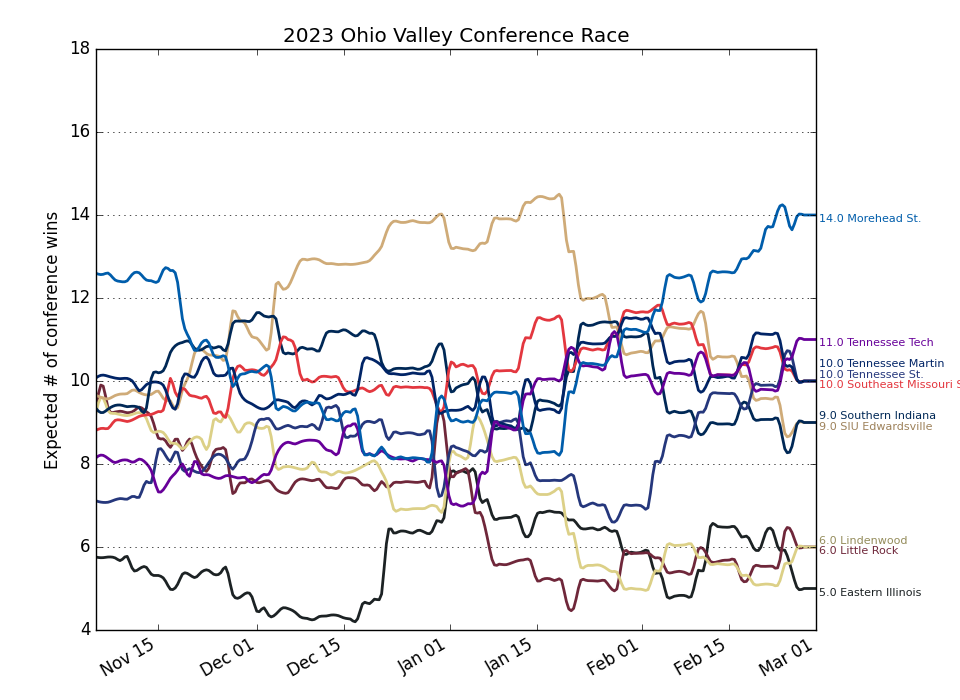 2023 Ohio Valley Conference Race
18
16
14
12
10
8
6
4
Expected # of conference wins
14.0 Morehead St.
11.0 Tennessee Tech
10.0 Tennessee Martin
10.0 Tennessee St.
10.0 Southeast Missouri S
9.0 Southern Indiana
9.0 SIU Edwardsville
6.0 Lindenwood
6.0 Little Rock
5.0 Eastern Illinois
Nov 15
Dec 01
Dec 15
Jan 01
Jan 15
Feb 01
Feb 15
Mar 01